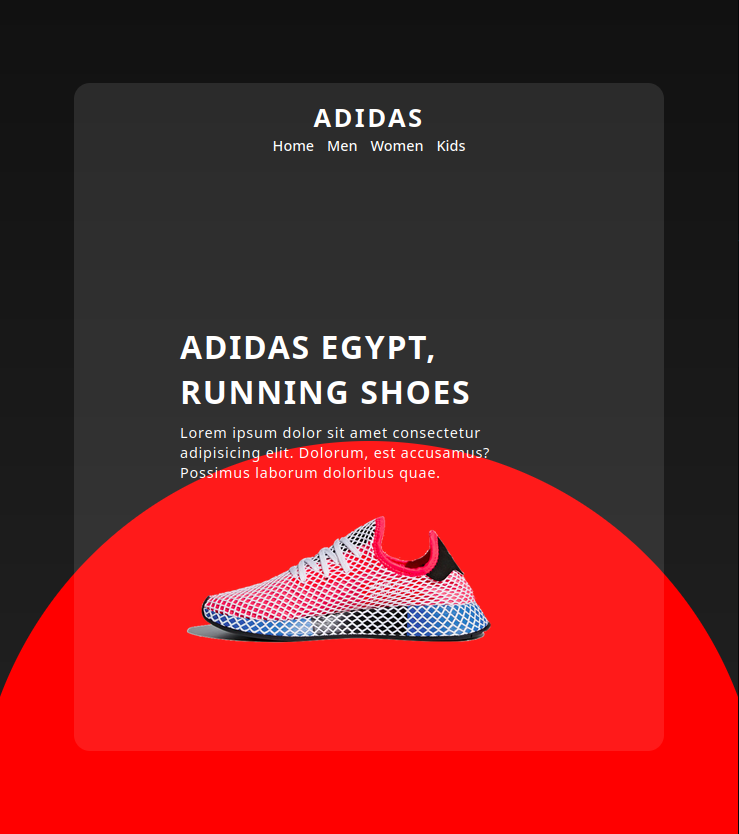 ADIDAS
Home Men Women Kids
ADIDAS EGYPT,
RUNNING SHOES
Lorem ipsum dolor sit amet consectetur
adipisicing elit. Dolorum, est accusamus?
Possimus laborum doloribus quae.